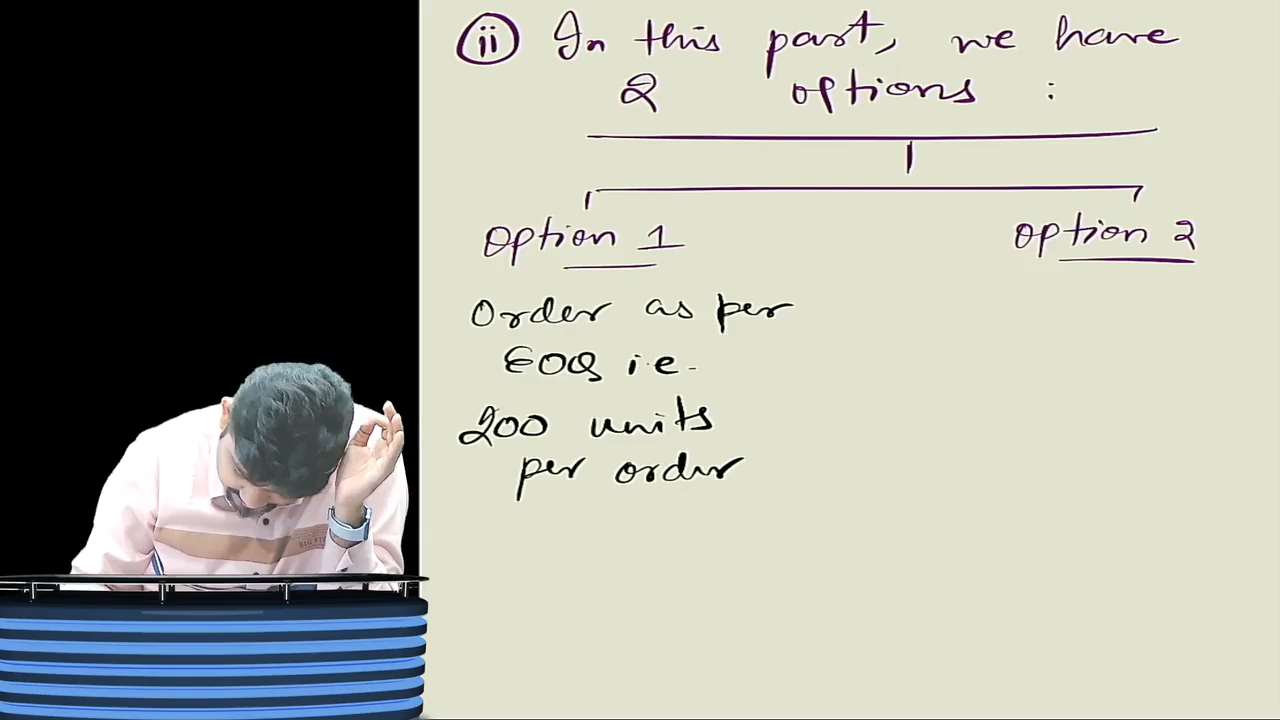 ii In this part, we have
2 options :
Option 1
Option 2
Order as per
EOQ i.e.
200 units
per order